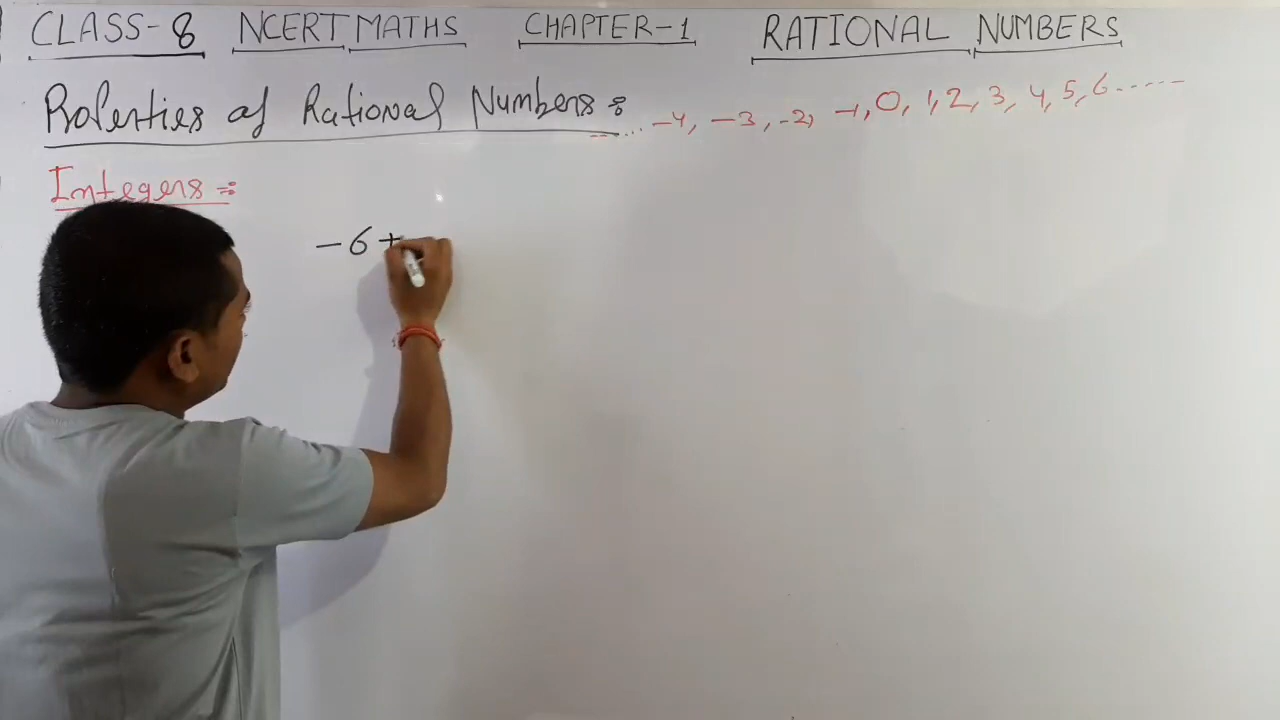 CLASS-8 NCERT MATHS CHAPTER-1 RATIONAL NUMBERS
Properties of Rational Numbers:
..... -4, -3, -2, -1, 0, 1, 2, 3, 4, 5, 6 .....
Integers :-
-6+